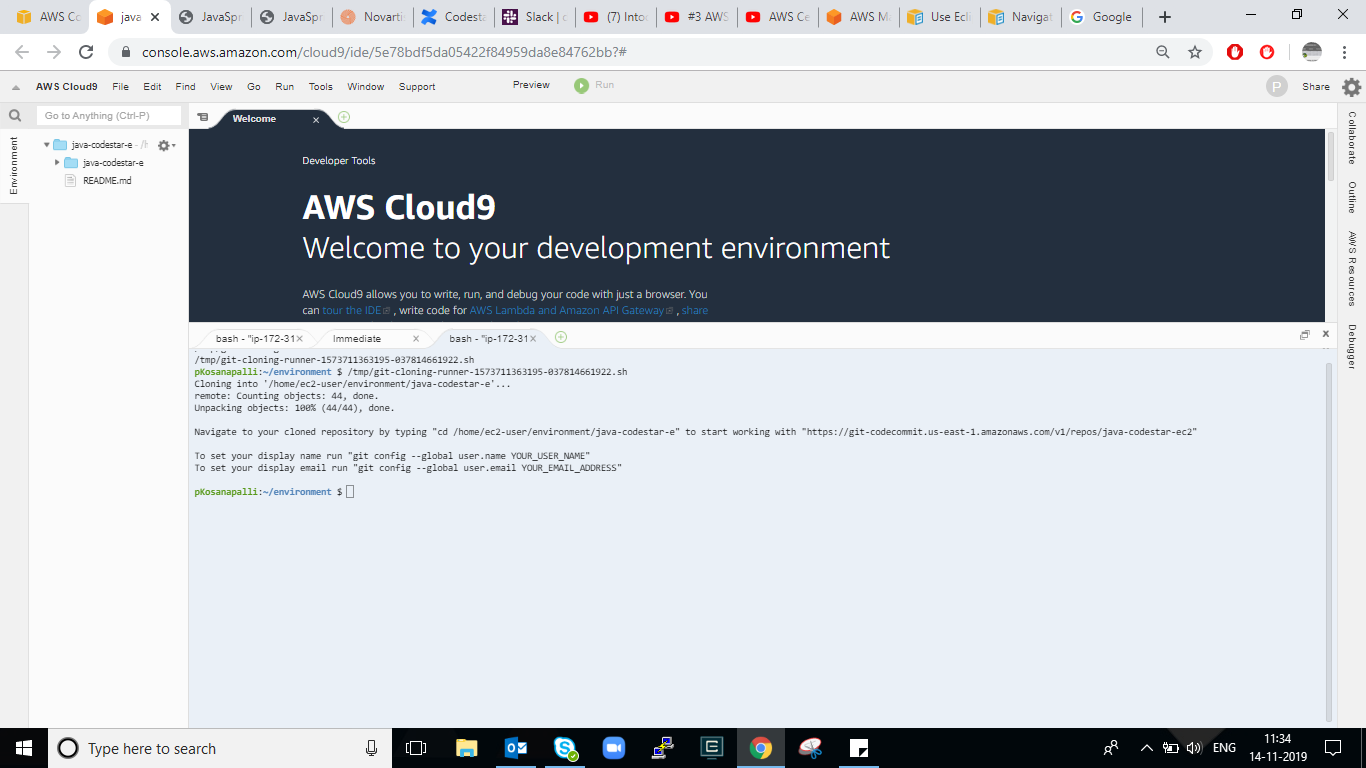 AWS Co
java
JavaSpr
JavaSpr
Novarti
Codesta
Slack | c
(7) Intro
#3 AWS
AWS Ce
AWS Ma
Use Ecli
Navigat
Google
console.aws.amazon.com/cloud9/ide/5e78bdf5da05422f84959da8e84762bb?#
AWS Cloud9 File Edit Find View Go Run Tools Window Support Preview Run P Share
Go to Anything (Ctrl-P)
Welcome
Environment
java-codestar-e - /h
java-codestar-e
README.md
Developer Tools
AWS Cloud9
Welcome to your development environment
AWS Cloud9 allows you to write, run, and debug your code with just a browser. You
can tour the IDE , write code for AWS Lambda and Amazon API Gateway , share
Collaborate
Outline
AWS Resources
Debugger
bash - "ip-172-31
Immediate
bash - "ip-172-31
/tmp/git-cloning-runner-1573711363195-037814661922.sh
pKosanapalli:~/environment $ /tmp/git-cloning-runner-1573711363195-037814661922.sh
Cloning into '/home/ec2-user/environment/java-codestar-e'...
remote: Counting objects: 44, done.
Unpacking objects: 100% (44/44), done.
Navigate to your cloned repository by typing "cd /home/ec2-user/environment/java-codestar-e" to start working with "https://git-codecommit.us-east-1.amazonaws.com/v1/repos/java-codestar-ec2"
To set your display name run "git config --global user.name YOUR_USER_NAME"
To set your display email run "git config --global user.email YOUR_EMAIL_ADDRESS"
pKosanapalli:~/environment $
Type here to search
ENG
11:34
14-11-2019